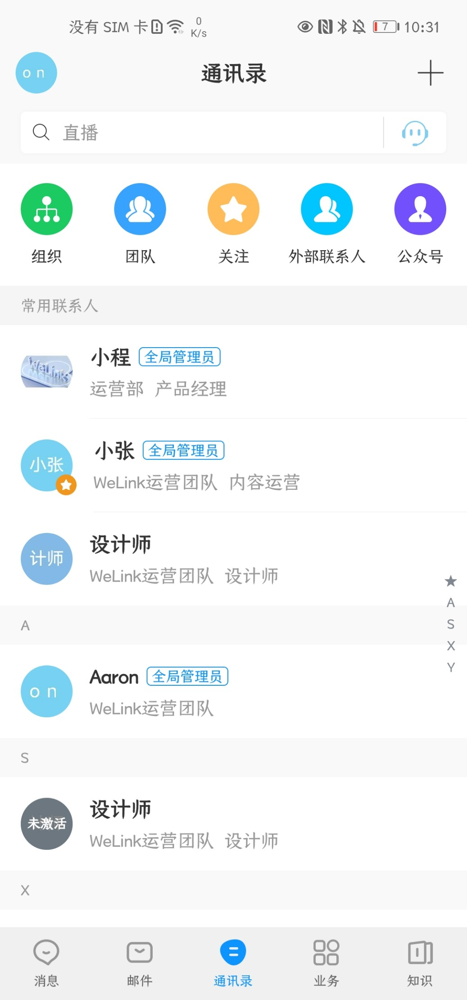 没有 SIM 卡 0 K/s 7 10:31
on 通讯录
直播
组织 团队 关注 外部联系人 公众号
常用联系人
WeLink
小程 全局管理员
运营部 产品经理
小张
小张 全局管理员
WeLink运营团队 内容运营
计师
设计师
WeLink运营团队 设计师
A
S
X
Y
A
on
Aaron 全局管理员
WeLink运营团队
S
未激活
设计师
WeLink运营团队 设计师
X
消息 邮件 通讯录 业务 知识